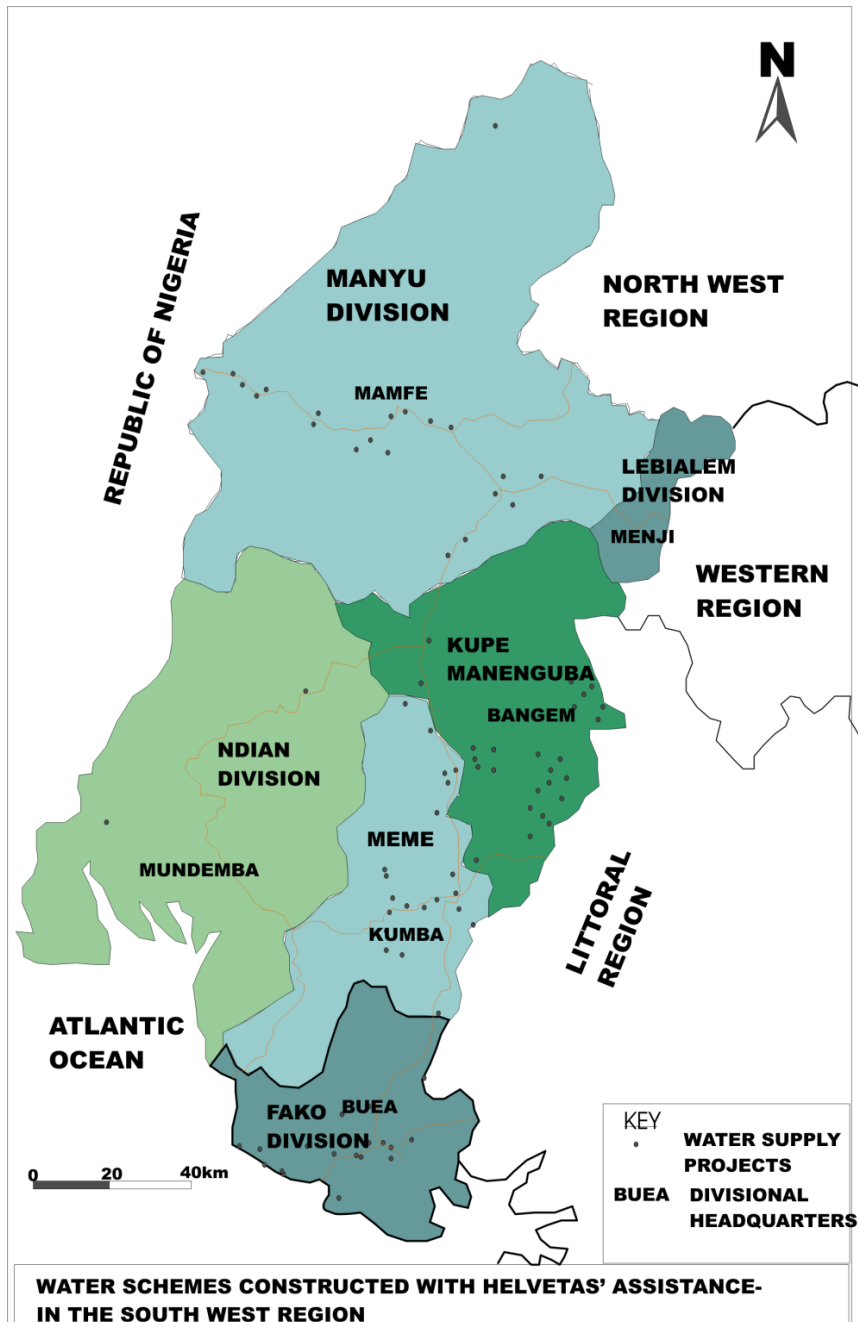 N
MANYU
DIVISION
NORTH WEST
REGION
REPUBLIC OF NIGERIA
MAMFE
LEBIALEM
DIVISION
MENJI
WESTERN
REGION
KUPE
MANENGUBA
BANGEM
NDIAN
DIVISION
MEME
MUNDEMBA
LITTORAL
REGION
KUMBA
ATLANTIC
OCEAN
FAKO
DIVISION
BUEA
0 20 40km
KEY
WATER SUPPLY
PROJECTS
BUEA DIVISIONAL
HEADQUARTERS
WATER SCHEMES CONSTRUCTED WITH HELVETAS’ ASSISTANCE-
IN THE SOUTH WEST REGION